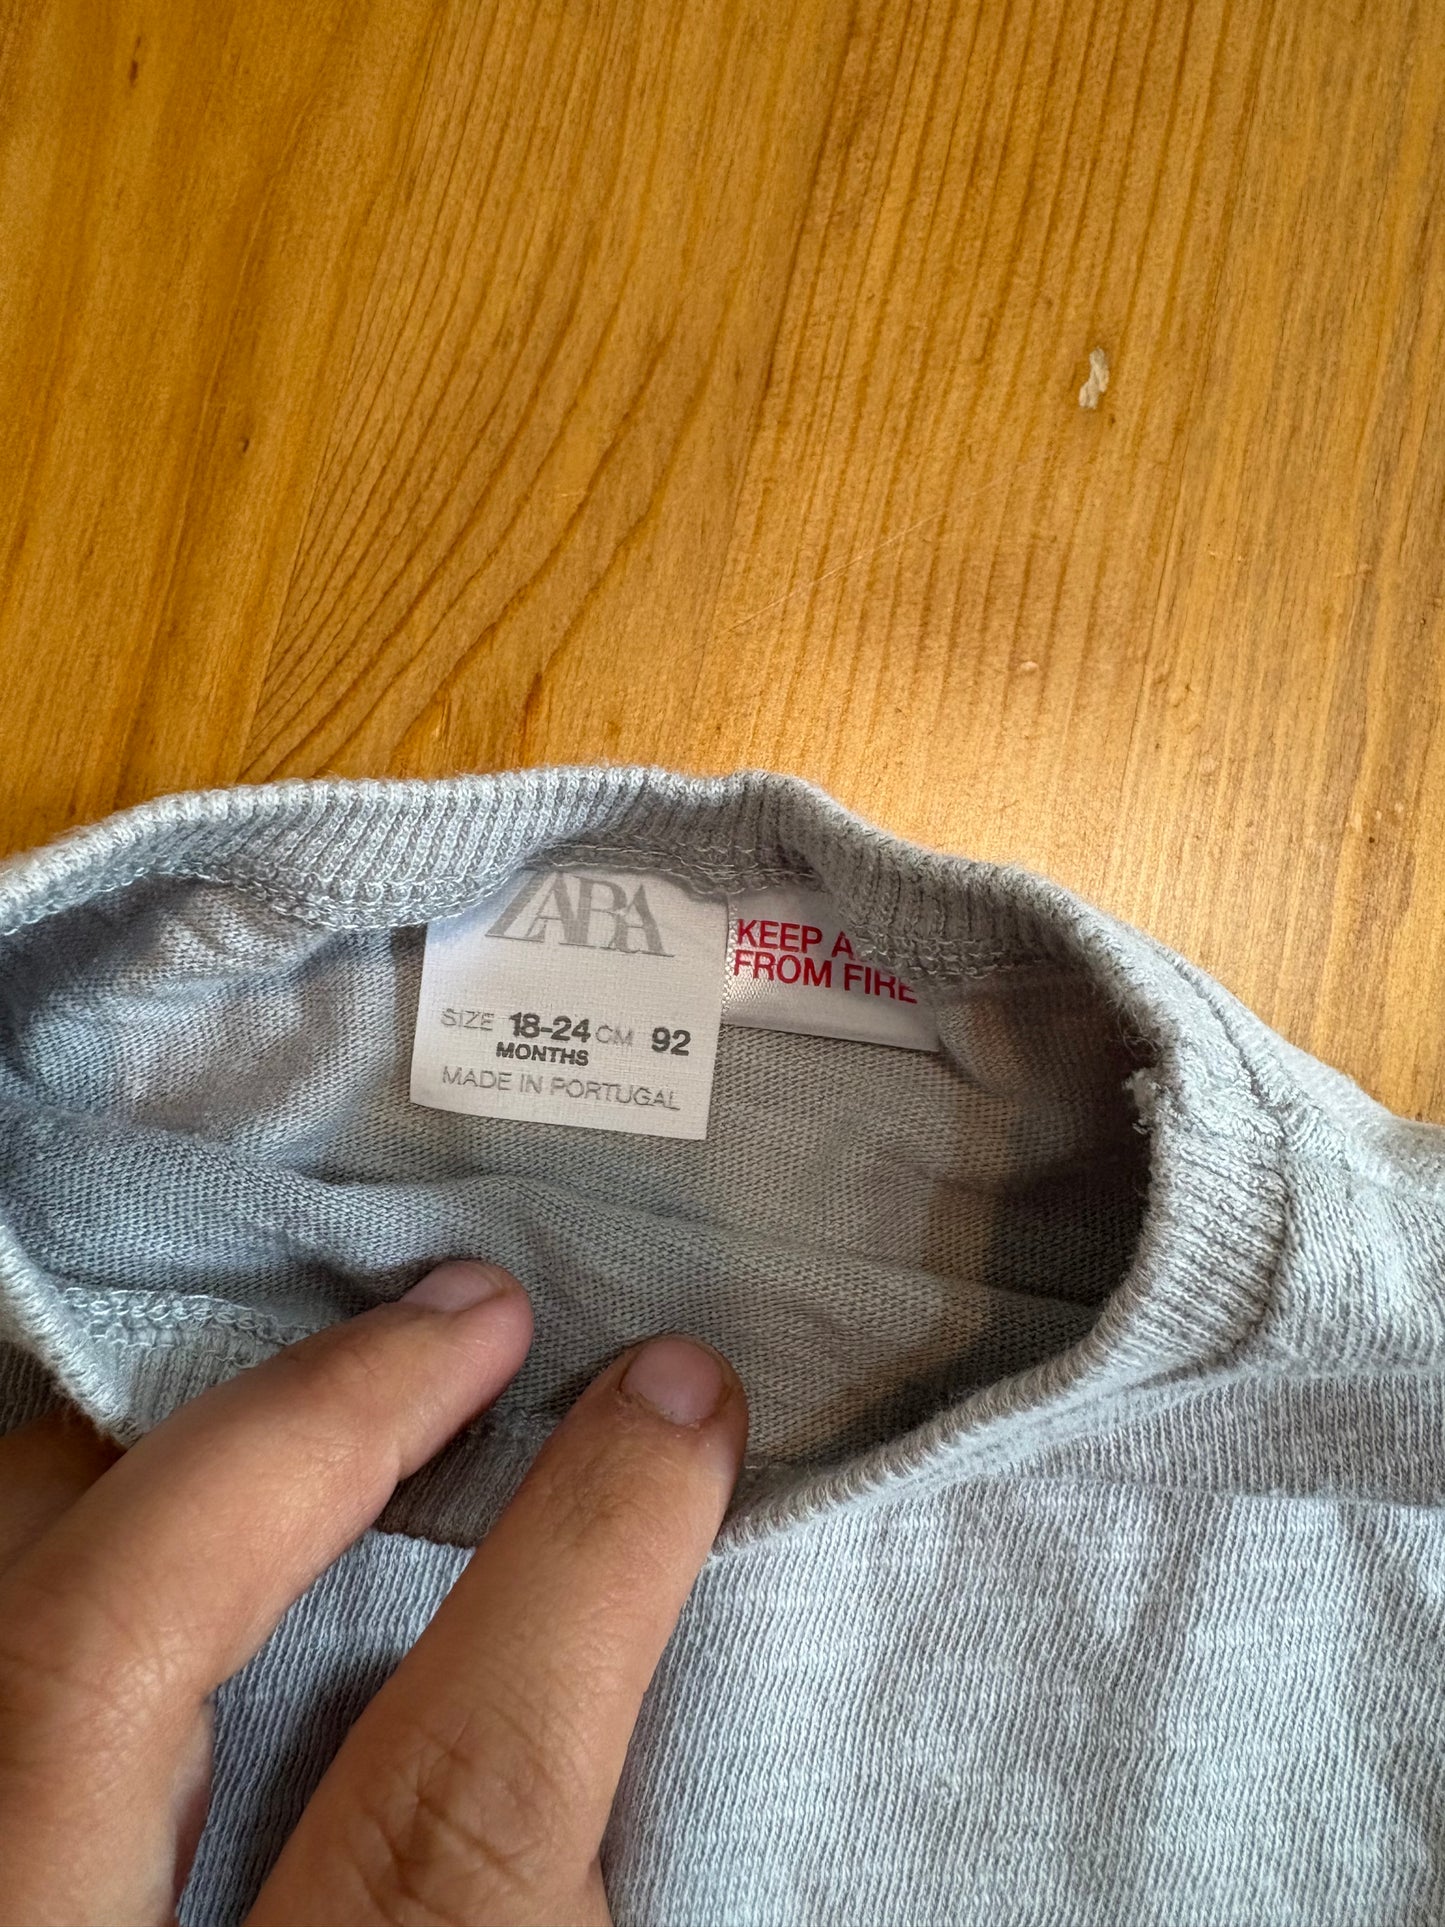 ZARA
SIZE 18-24 CM 92
MONTHS
MADE IN PORTUGAL
KEEP A
FROM FIRE